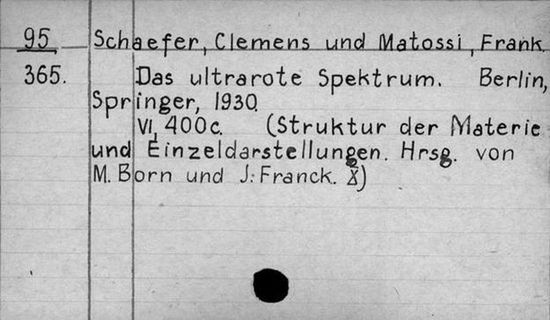 95 Schaefer, Clemens und Matossi, Frank.
365. Das ultrarote Spektrum. Berlin,
Springer, 1930.
VI, 400c. (Struktur der Materie
und Einzeldarstellungen. Hrsg. von
M. Born und J. Franck. X)